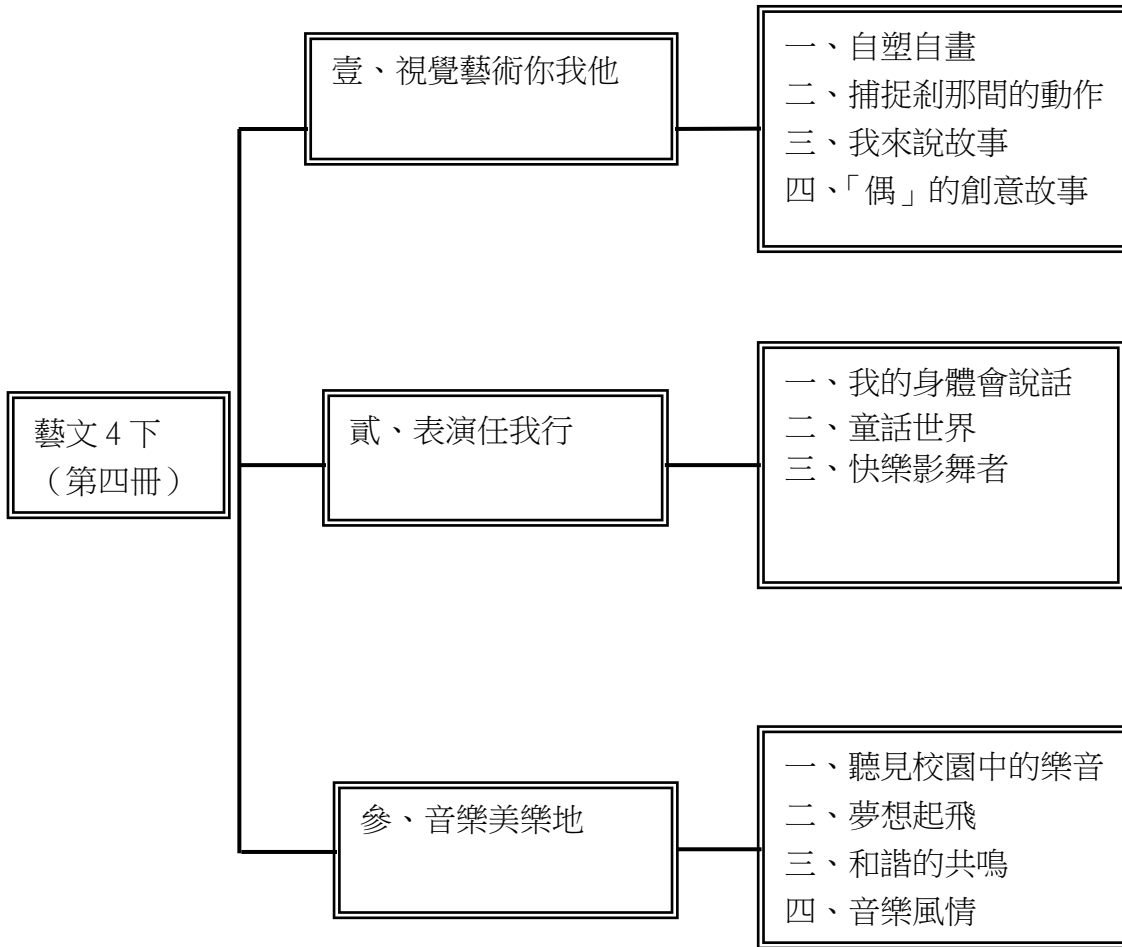 壹、視覺藝術你我他
一、自塑自畫
二、捕捉剎那間的動作
三、我來說故事
四、「偶」的創意故事
藝文 4 下
（第四冊）
貳、表演任我行
一、我的身體會說話
二、童話世界
三、快樂影舞者
參、音樂美樂地
一、聽見校園中的樂音
二、夢想起飛
三、和諧的共鳴
四、音樂風情